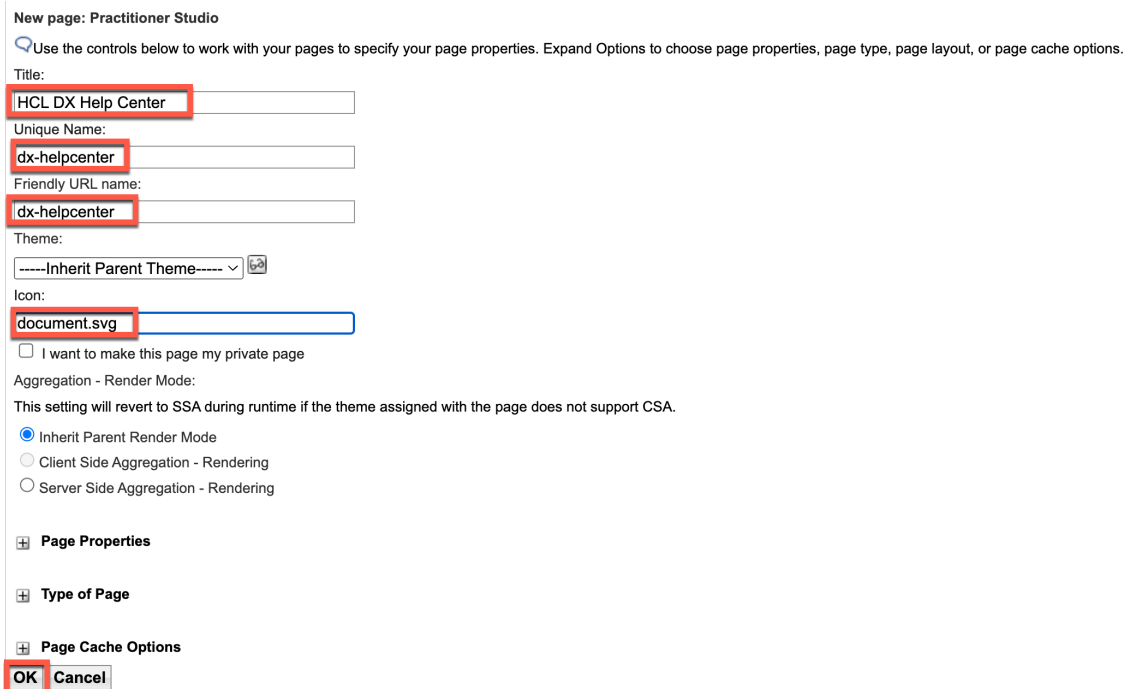 New page: Practitioner Studio
Use the controls below to work with your pages to specify your page properties. Expand Options to choose page properties, page type, page layout, or page cache options.
Title:
HCL DX Help Center
Unique Name:
dx-helpcenter
Friendly URL name:
dx-helpcenter
Theme:
-----Inherit Parent Theme-----
Icon:
document.svg
I want to make this page my private page
Aggregation - Render Mode:
This setting will revert to SSA during runtime if the theme assigned with the page does not support CSA.
Inherit Parent Render Mode
Client Side Aggregation - Rendering
Server Side Aggregation - Rendering
Page Properties
Type of Page
Page Cache Options
OK Cancel